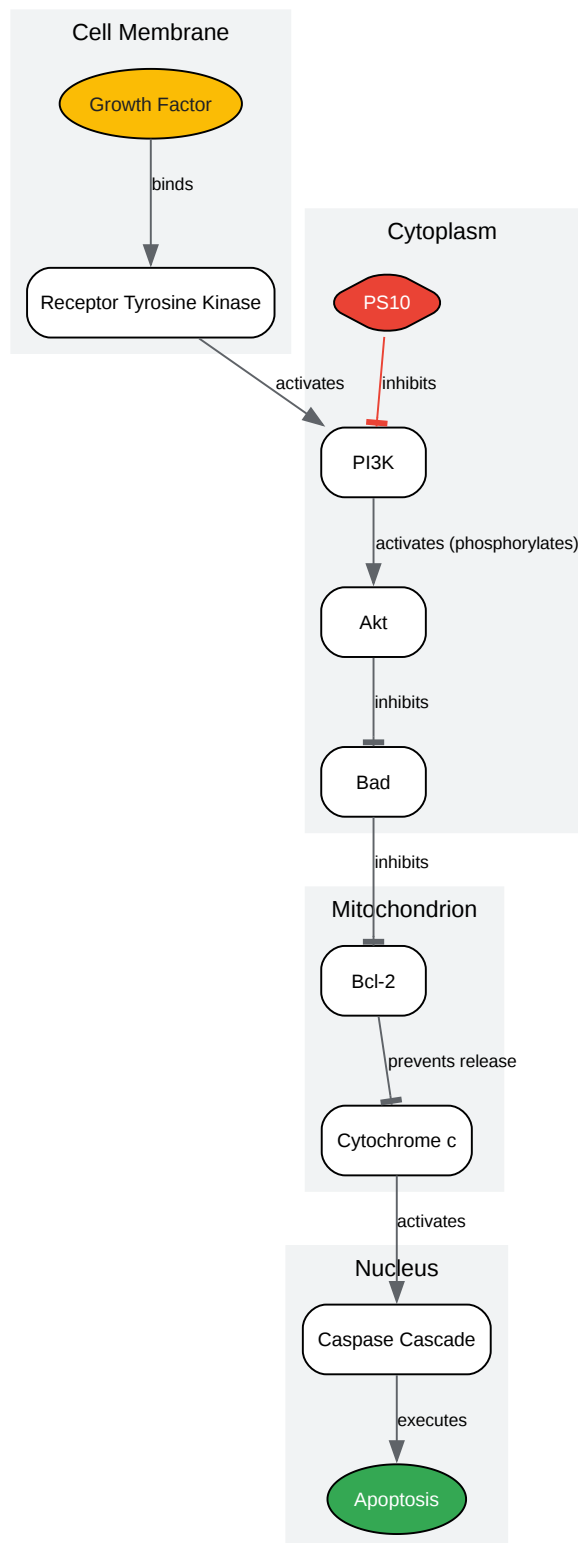 Cell Membrane
Growth Factor
binds
Receptor Tyrosine Kinase
activates
Cytoplasm
PS10
inhibits
PI3K
activates (phosphorylates)
Akt
inhibits
Bad
inhibits
Mitochondrion
Bcl-2
prevents release
Cytochrome c
activates
Nucleus
Caspase Cascade
executes
Apoptosis